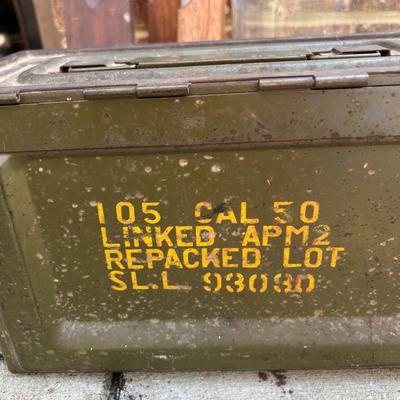 105 CAL 50
LINKED APM2
REPACKED LOT
SL.L 93030